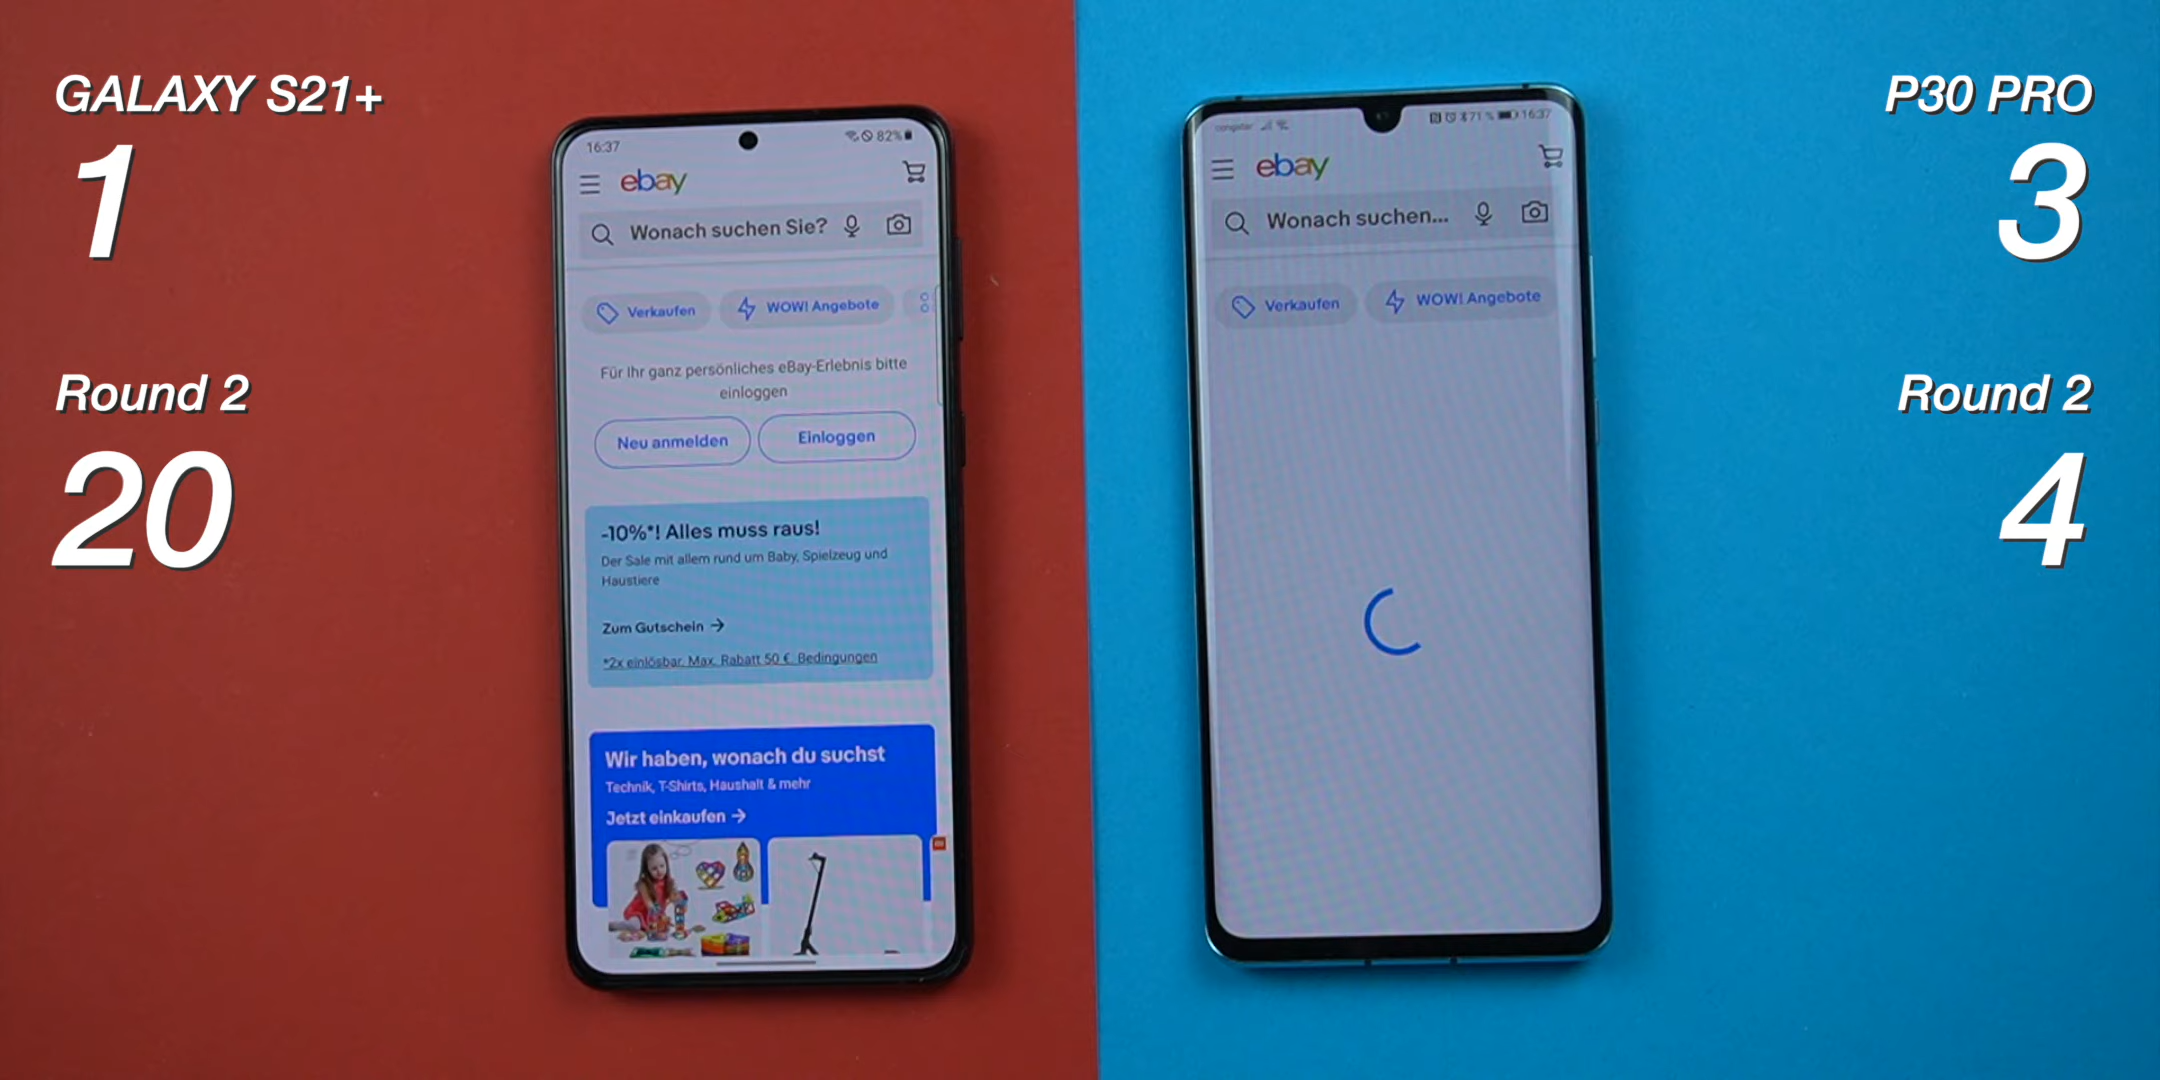 GALAXY S21+
1
Round 2
20
P30 PRO
3
Round 2
4
16:37
82%
ebay
Wonach suchen Sie?
Verkaufen
WOW! Angebote
Für Ihr ganz persönliches eBay-Erlebnis bitte
einloggen
Neu anmelden
Einloggen
-10%*! Alles muss raus!
Der Sale mit allem rund um Baby, Spielzeug und
Haustiere
Zum Gutschein →
*2x einlösbar. Max. Rabatt 50 €. Bedingungen
Wir haben, wonach du suchst
Technik, T-Shirts, Haushalt & mehr
Jetzt einkaufen →
congstar
71 %
16:37
ebay
Wonach suchen...
Verkaufen
WOW! Angebote